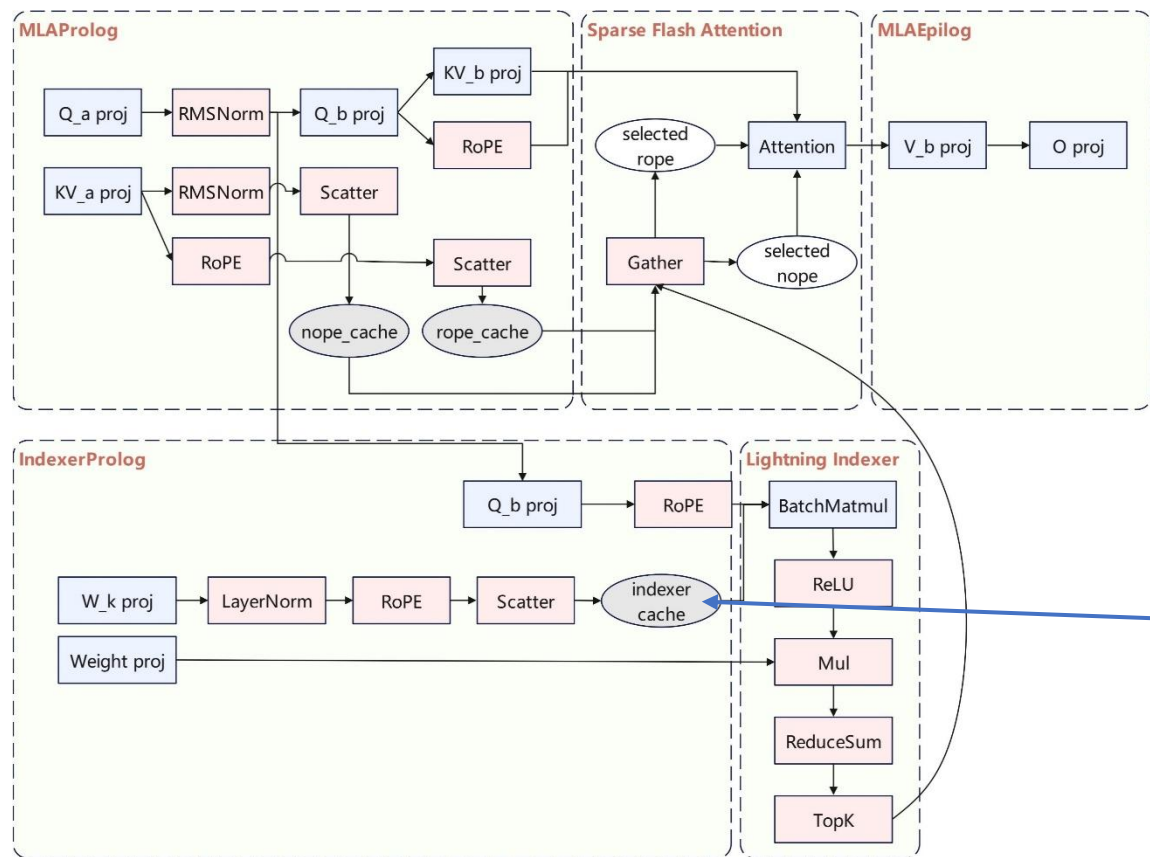 MLAProlog
Q_a proj
RMSNorm
Q_b proj
KV_b proj
RoPE
KV_a proj
RMSNorm
Scatter
RoPE
Scatter
nope_cache
rope_cache
Sparse Flash Attention
selected
rope
Attention
Gather
selected
nope
MLAEpilog
V_b proj
O proj
IndexerProlog
Q_b proj
RoPE
W_k proj
LayerNorm
RoPE
Scatter
indexer
cache
Weight proj
Lightning Indexer
BatchMatmul
ReLU
Mul
ReduceSum
TopK